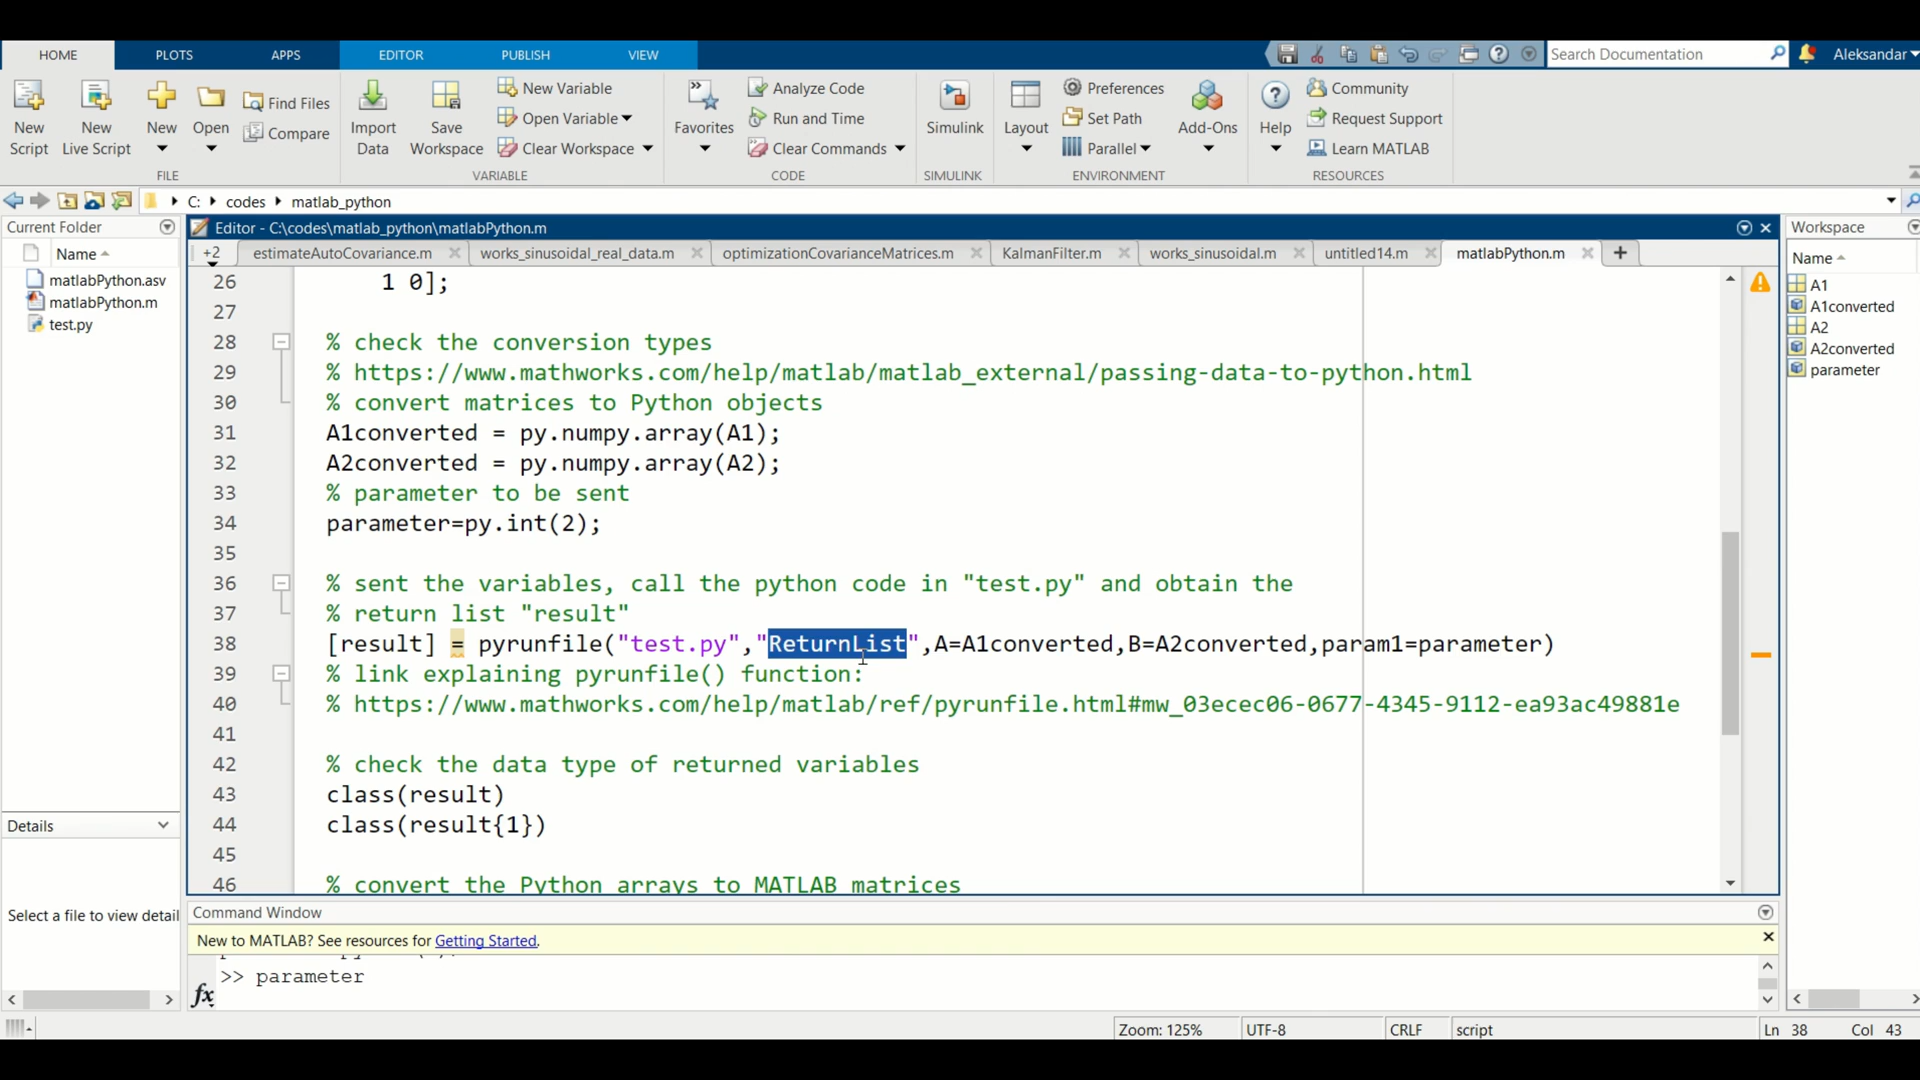 HOME PLOTS APPS EDITOR PUBLISH VIEW Search Documentation Aleksandar
New Script
New Live Script
New
Open
Find Files
Compare
FILE
Import Data
Save Workspace
New Variable
Open Variable
Clear Workspace
VARIABLE
Favorites
Analyze Code
Run and Time
Clear Commands
CODE
Simulink
SIMULINK
Layout
Preferences
Set Path
Parallel
Add-Ons
ENVIRONMENT
Help
Community
Request Support
Learn MATLAB
RESOURCES
C: codes matlab_python
Current Folder
Name
matlabPython.asv
matlabPython.m
test.py
Details
Select a file to view detail
Editor - C:\codes\matlab_python\matlabPython.m
+2 estimateAutoCovariance.m works_sinusoidal_real_data.m optimizationCovarianceMatrices.m KalmanFilter.m works_sinusoidal.m untitled14.m matlabPython.m
26 1 0];
27
28 % check the conversion types
29 % https://www.mathworks.com/help/matlab/matlab_external/passing-data-to-python.html
30 % convert matrices to Python objects
31 A1converted = py.numpy.array(A1);
32 A2converted = py.numpy.array(A2);
33 % parameter to be sent
34 parameter=py.int(2);
35
36 % sent the variables, call the python code in "test.py" and obtain the
37 % return list "result"
38 [result] = pyrunfile("test.py","ReturnList",A=A1converted,B=A2converted,param1=parameter)
39 % link explaining pyrunfile() function:
40 % https://www.mathworks.com/help/matlab/ref/pyrunfile.html#mw_03ecec06-0677-4345-9112-ea93ac49881e
41
42 % check the data type of returned variables
43 class(result)
44 class(result{1})
45
46 % convert the Python arrays to MATLAB matrices
Command Window
New to MATLAB? See resources for Getting Started.
>> parameter
fx
Workspace
Name
A1
A1converted
A2
A2converted
parameter
Zoom: 125% UTF-8 CRLF script Ln 38 Col 43